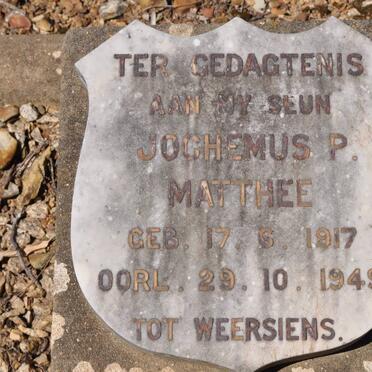 TER GEDAGTENIS
AAN MY SEUN
JOCHEMUS P.
MATTHEE
GEB. 17. 6. 1917
OORL. 29. 10. 1949
TOT WEERSIENS.